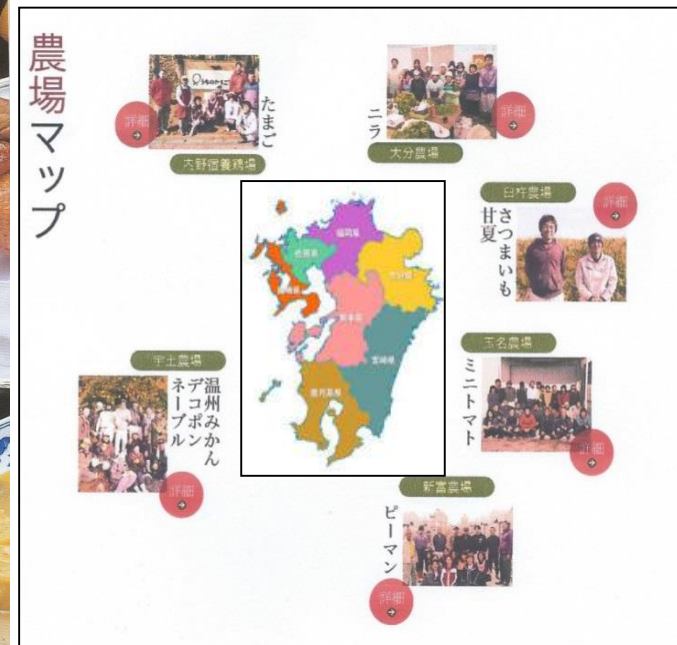 農場マップ
たまご
詳細
内野宿養鶏場
ニラ
詳細
大分農場
臼杵農場
詳細
さつまいも
甘夏
福岡県
佐賀県
大分県
長崎県
熊本県
宮崎県
鹿児島県
宇土農場
温州みかん
デコポン
ネーブル
詳細
玉名農場
ミニトマト
詳細
新富農場
ピーマン
詳細